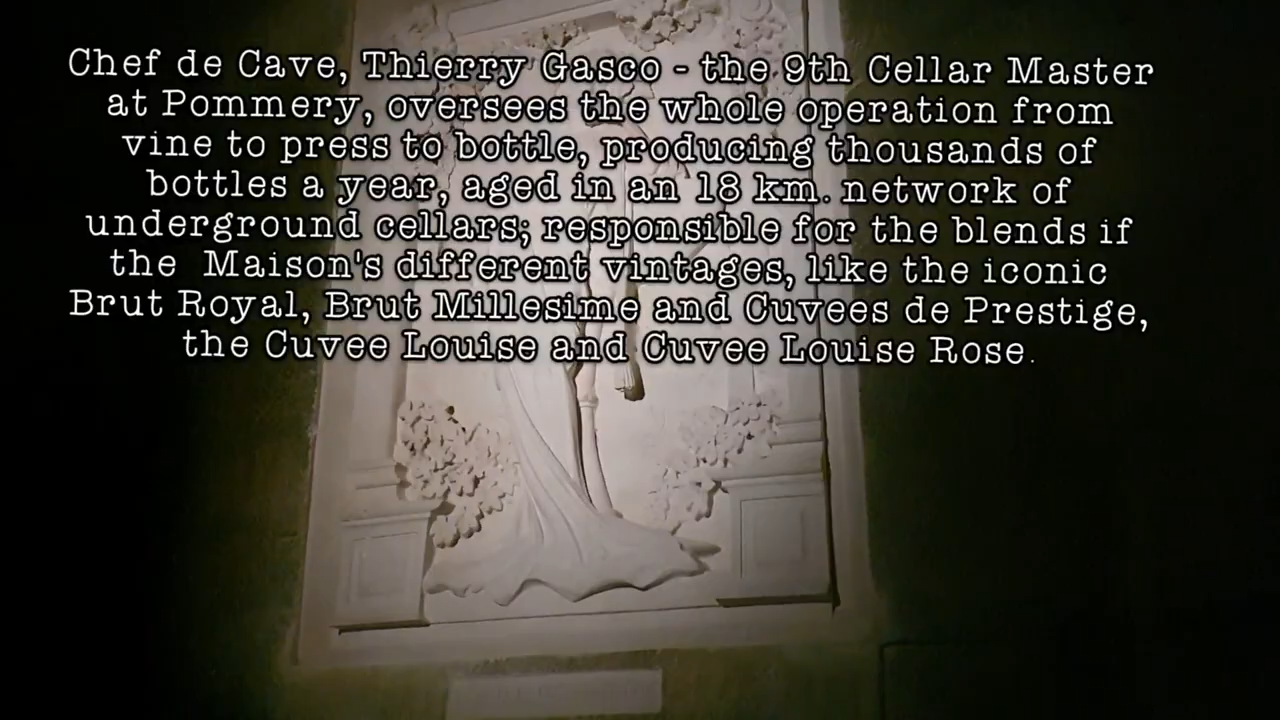 Chef de Cave, Thierry Gasco - the 9th Cellar Master
at Pommery, oversees the whole operation from
vine to press to bottle, producing thousands of
bottles a year, aged in an 18 km. network of
underground cellars; responsible for the blends if
the Maison's different vintages, like the iconic
Brut Royal, Brut Millesime and Cuvees de Prestige,
the Cuvee Louise and Cuvee Louise Rose.